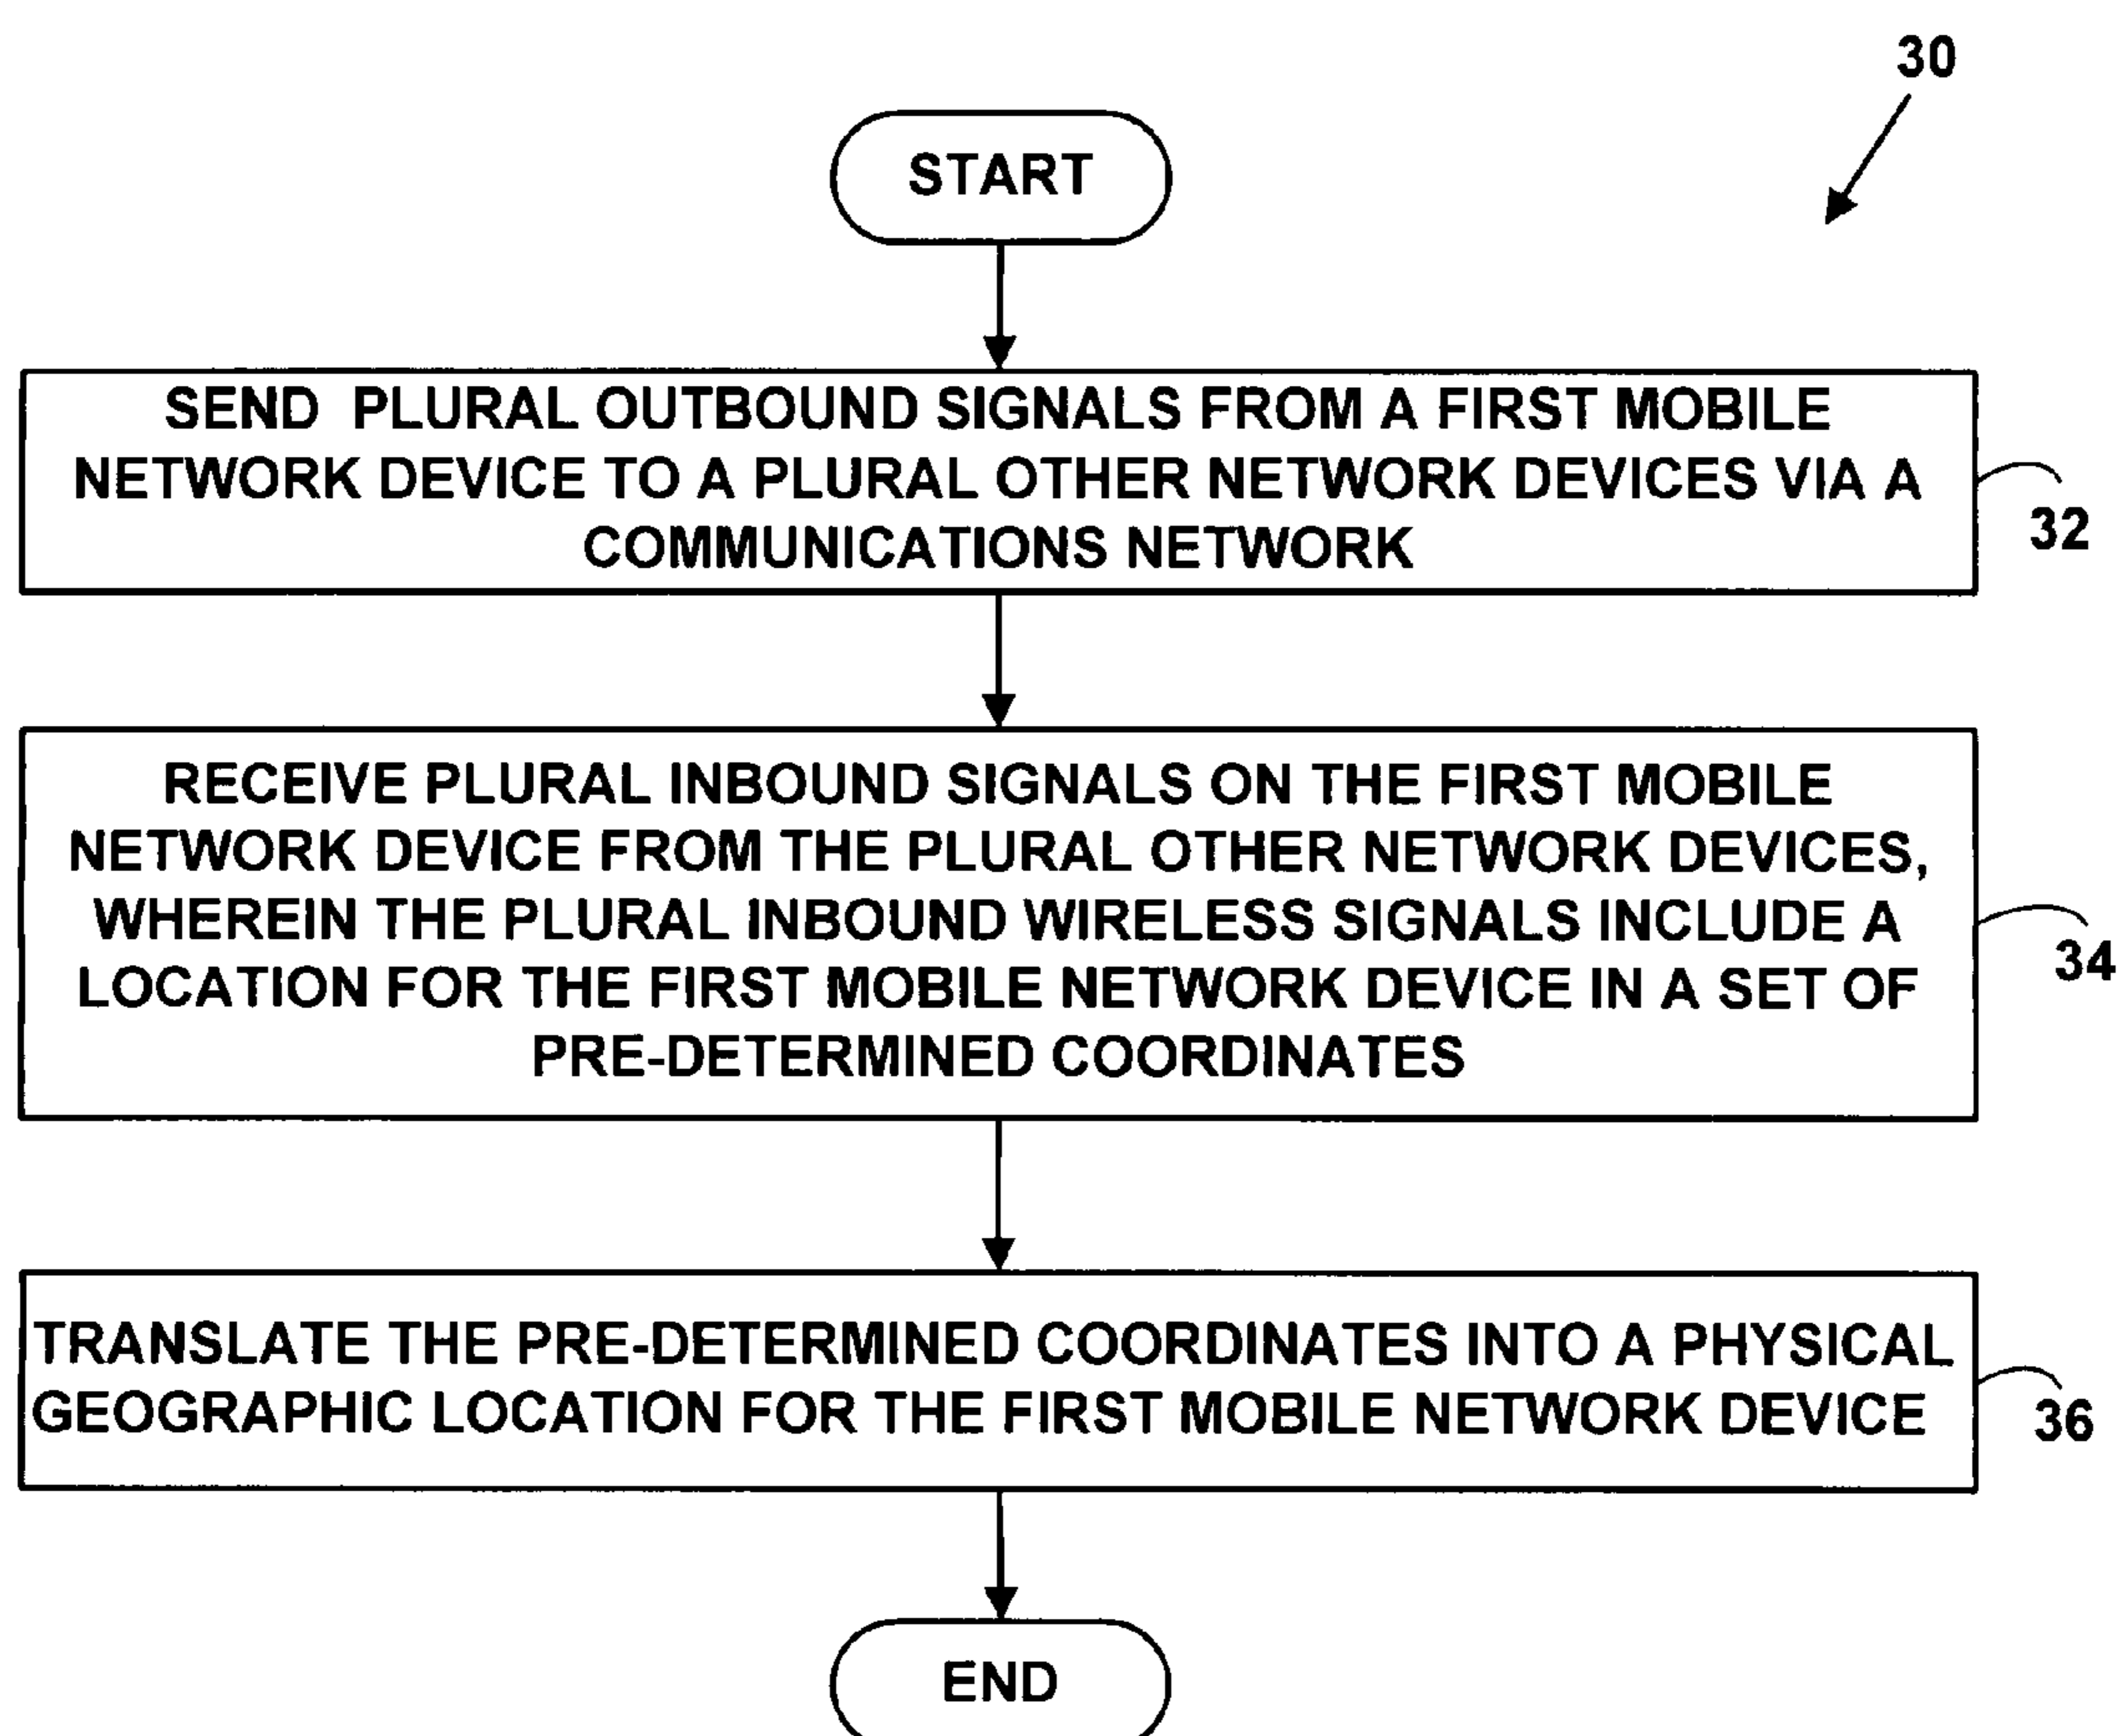 30
START
SEND PLURAL OUTBOUND SIGNALS FROM A FIRST MOBILE
NETWORK DEVICE TO A PLURAL OTHER NETWORK DEVICES VIA A
COMMUNICATIONS NETWORK
32
RECEIVE PLURAL INBOUND SIGNALS ON THE FIRST MOBILE
NETWORK DEVICE FROM THE PLURAL OTHER NETWORK DEVICES,
WHEREIN THE PLURAL INBOUND WIRELESS SIGNALS INCLUDE A
LOCATION FOR THE FIRST MOBILE NETWORK DEVICE IN A SET OF
PRE-DETERMINED COORDINATES
34
TRANSLATE THE PRE-DETERMINED COORDINATES INTO A PHYSICAL
GEOGRAPHIC LOCATION FOR THE FIRST MOBILE NETWORK DEVICE
36
END